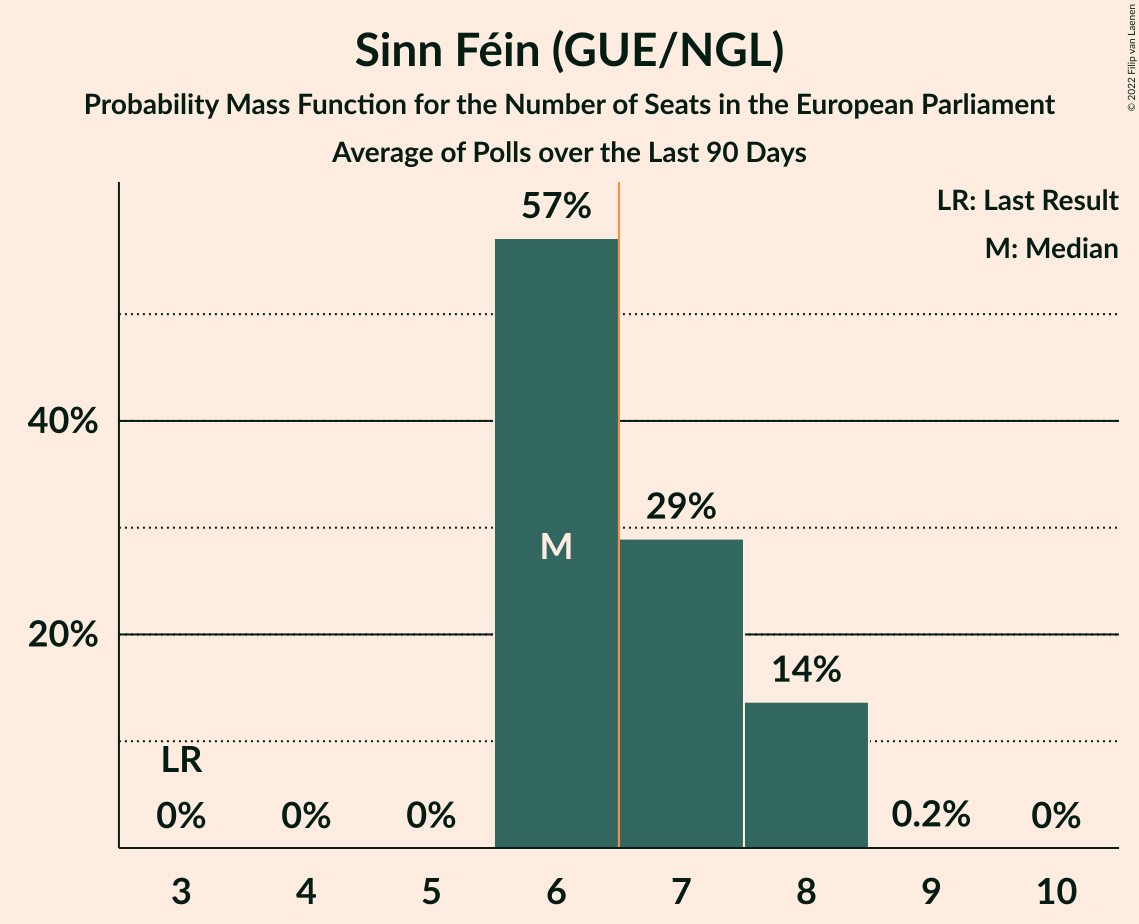 Sinn Féin (GUE/NGL)
Probability Mass Function for the Number of Seats in the European Parliament
Average of Polls over the Last 90 Days
© 2022 Filip van Laenen
LR: Last Result
M: Median
57%
40%
29%
M
20%
14%
LR
0% 0% 0% 0.2% 0%
3 4 5 6 7 8 9 10